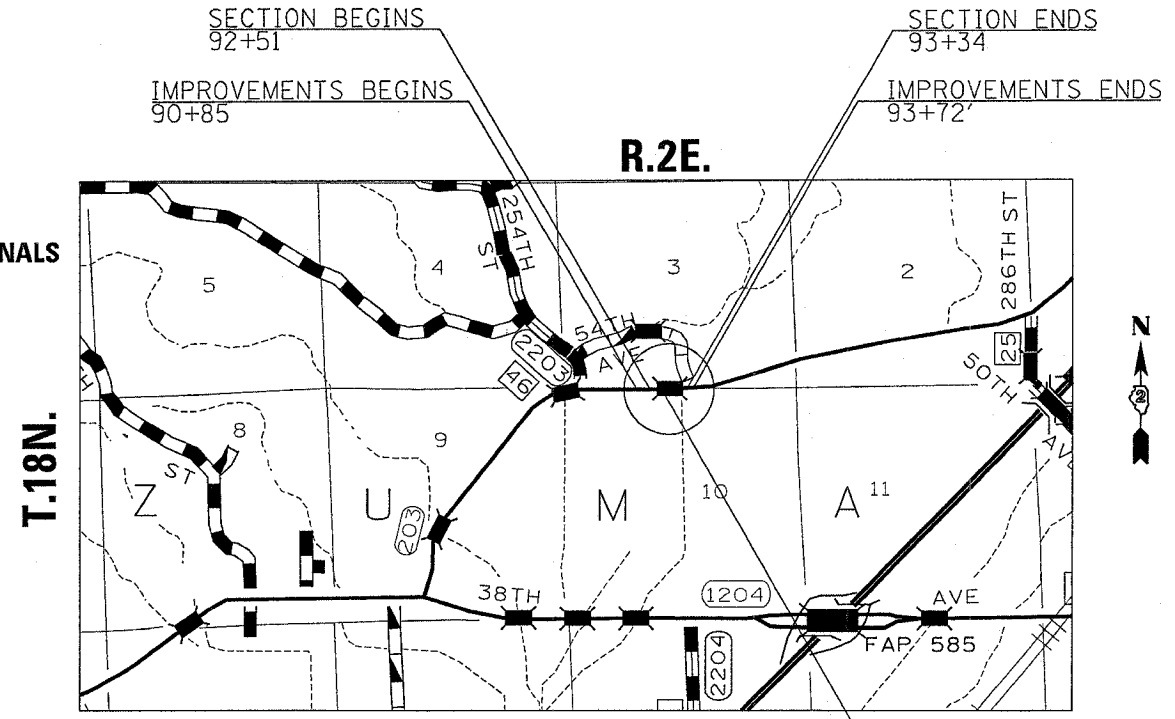 SECTION BEGINS
92+51
SECTION ENDS
93+34
IMPROVEMENTS BEGINS
90+85
IMPROVEMENTS ENDS
93+72'
R.2E.
NALS
T.18N.
N
2
5
4
3
2
254TH
ST
286TH ST
54TH
AVE
2203
46
25
50TH
AVE
8
9
10
11
ST
Z U M A
203
38TH
1204
AVE
FAP 585
2204